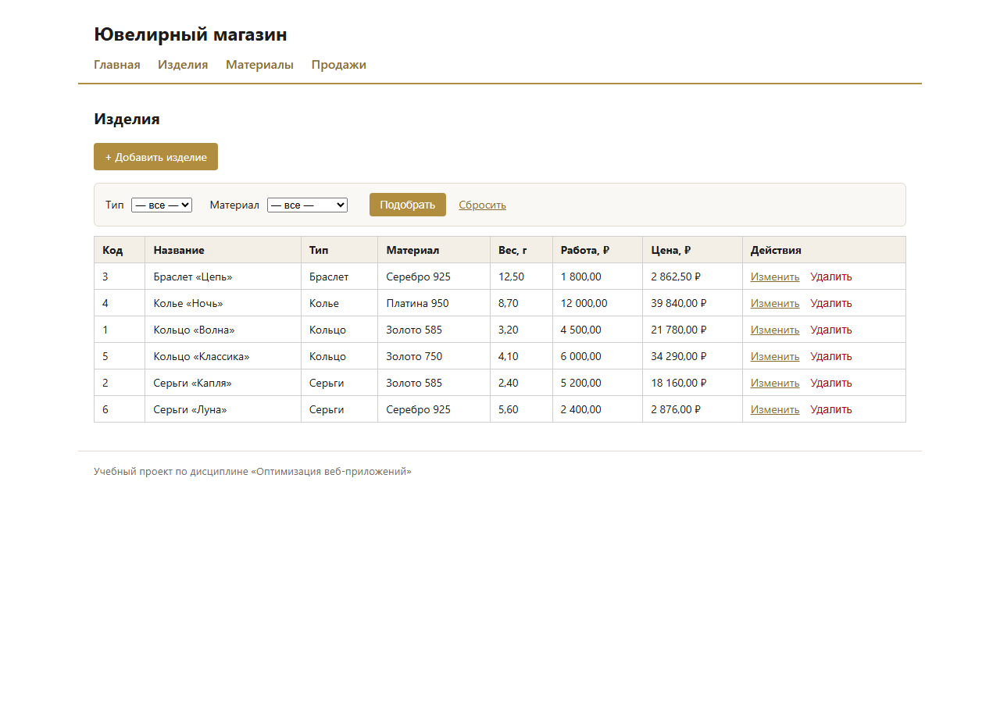 Ювелирный магазин
Главная Изделия Материалы Продажи
Изделия
+ Добавить изделие
Тип — все — Материал — все — Подобрать Сбросить
Код Название Тип Материал Вес, г Работа, ₽ Цена, ₽ Действия
3 Браслет «Цепь» Браслет Серебро 925 12,50 1 800,00 2 862,50 ₽ Изменить Удалить
4 Колье «Ночь» Колье Платина 950 8,70 12 000,00 39 840,00 ₽ Изменить Удалить
1 Кольцо «Волна» Кольцо Золото 585 3,20 4 500,00 21 780,00 ₽ Изменить Удалить
5 Кольцо «Классика» Кольцо Золото 750 4,10 6 000,00 34 290,00 ₽ Изменить Удалить
2 Серьги «Капля» Серьги Золото 585 2,40 5 200,00 18 160,00 ₽ Изменить Удалить
6 Серьги «Луна» Серьги Серебро 925 5,60 2 400,00 2 876,00 ₽ Изменить Удалить
Учебный проект по дисциплине «Оптимизация веб-приложений»